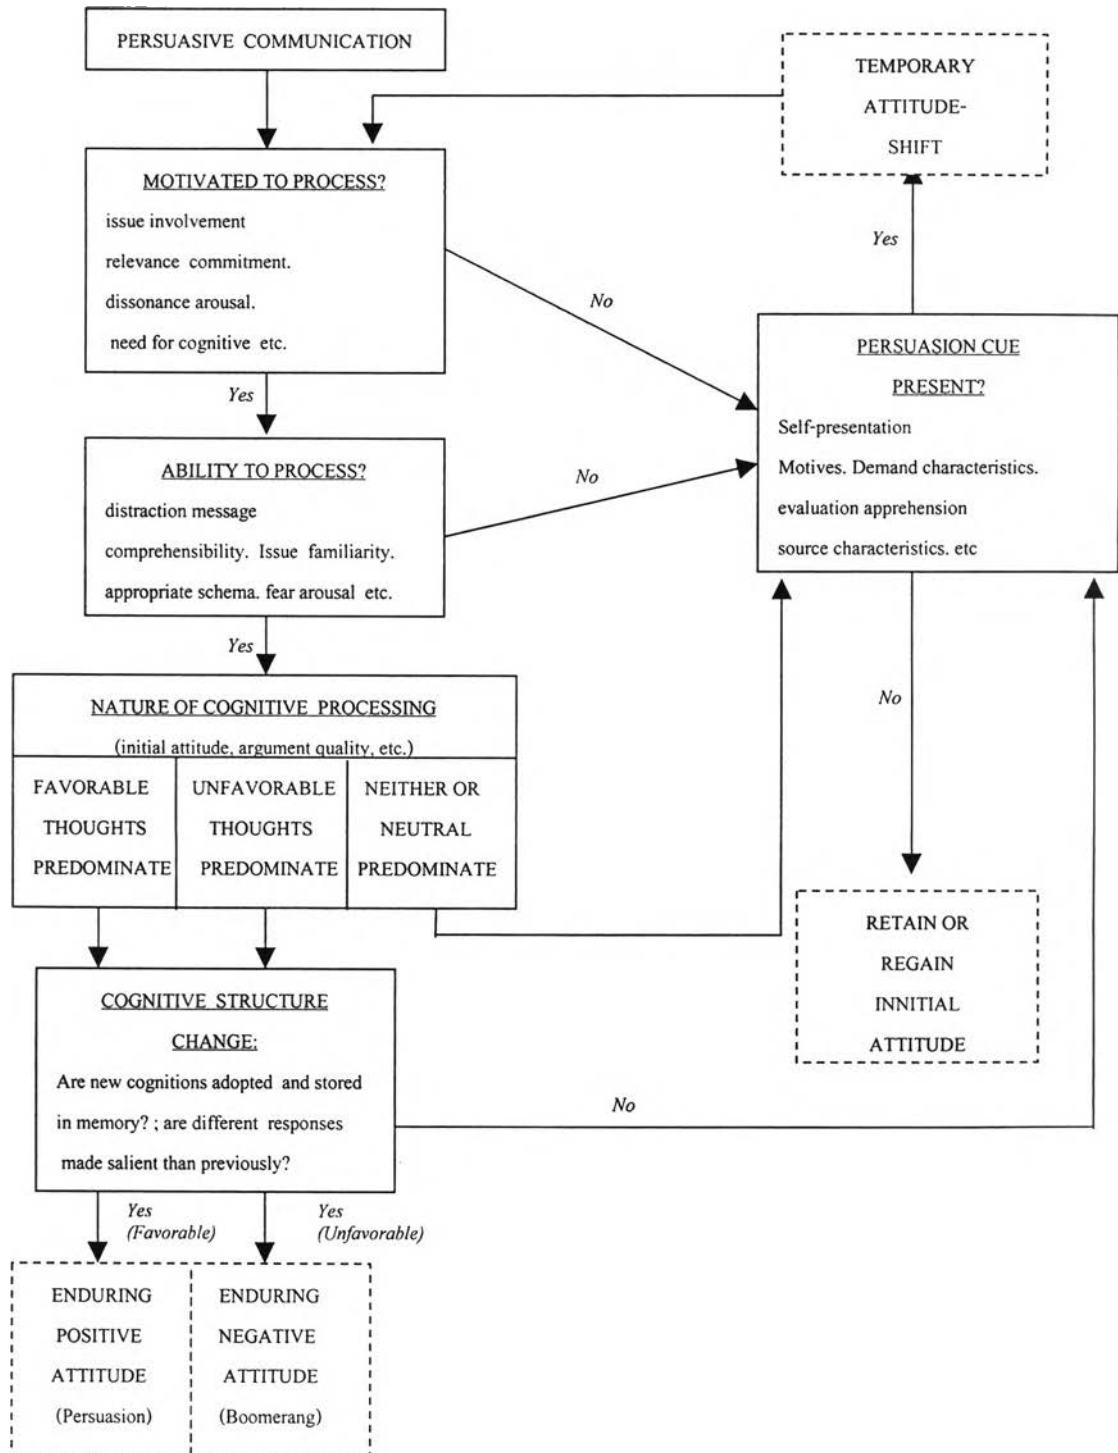 PERSUASIVE COMMUNICATION
TEMPORARY
ATTITUDE-
SHIFT
MOTIVATED TO PROCESS?
issue involvement
relevance commitment.
dissonance arousal.
need for cognitive etc.
Yes
No
Yes
PERSUASION CUE
PRESENT?
Self-presentation
Motives. Demand characteristics.
evaluation apprehension
source characteristics. etc
ABILITY TO PROCESS?
distraction message
comprehensibility. Issue familiarity.
appropriate schema. fear arousal etc.
No
Yes
No
NATURE OF COGNITIVE PROCESSING
(initial attitude, argument quality, etc.)
FAVORABLE
THOUGHTS
PREDOMINATE
UNFAVORABLE
THOUGHTS
PREDOMINATE
NEITHER OR
NEUTRAL
PREDOMINATE
RETAIN OR
REGAIN
INNITIAL
ATTITUDE
COGNITIVE STRUCTURE
CHANGE:
Are new cognitions adopted and stored
in memory? ; are different responses
made salient than previously?
No
Yes
(Favorable)
Yes
(Unfavorable)
ENDURING
POSITIVE
ATTITUDE
(Persuasion)
ENDURING
NEGATIVE
ATTITUDE
(Boomerang)